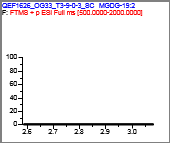 QEF1626_OG33_T3-9-0-3_SC MGDG-19:2
F: FTMS + p ESI Full ms [500.0000-2000.0000]
100
80
60
40
20
0
2.6 2.7 2.8 2.9 3.0